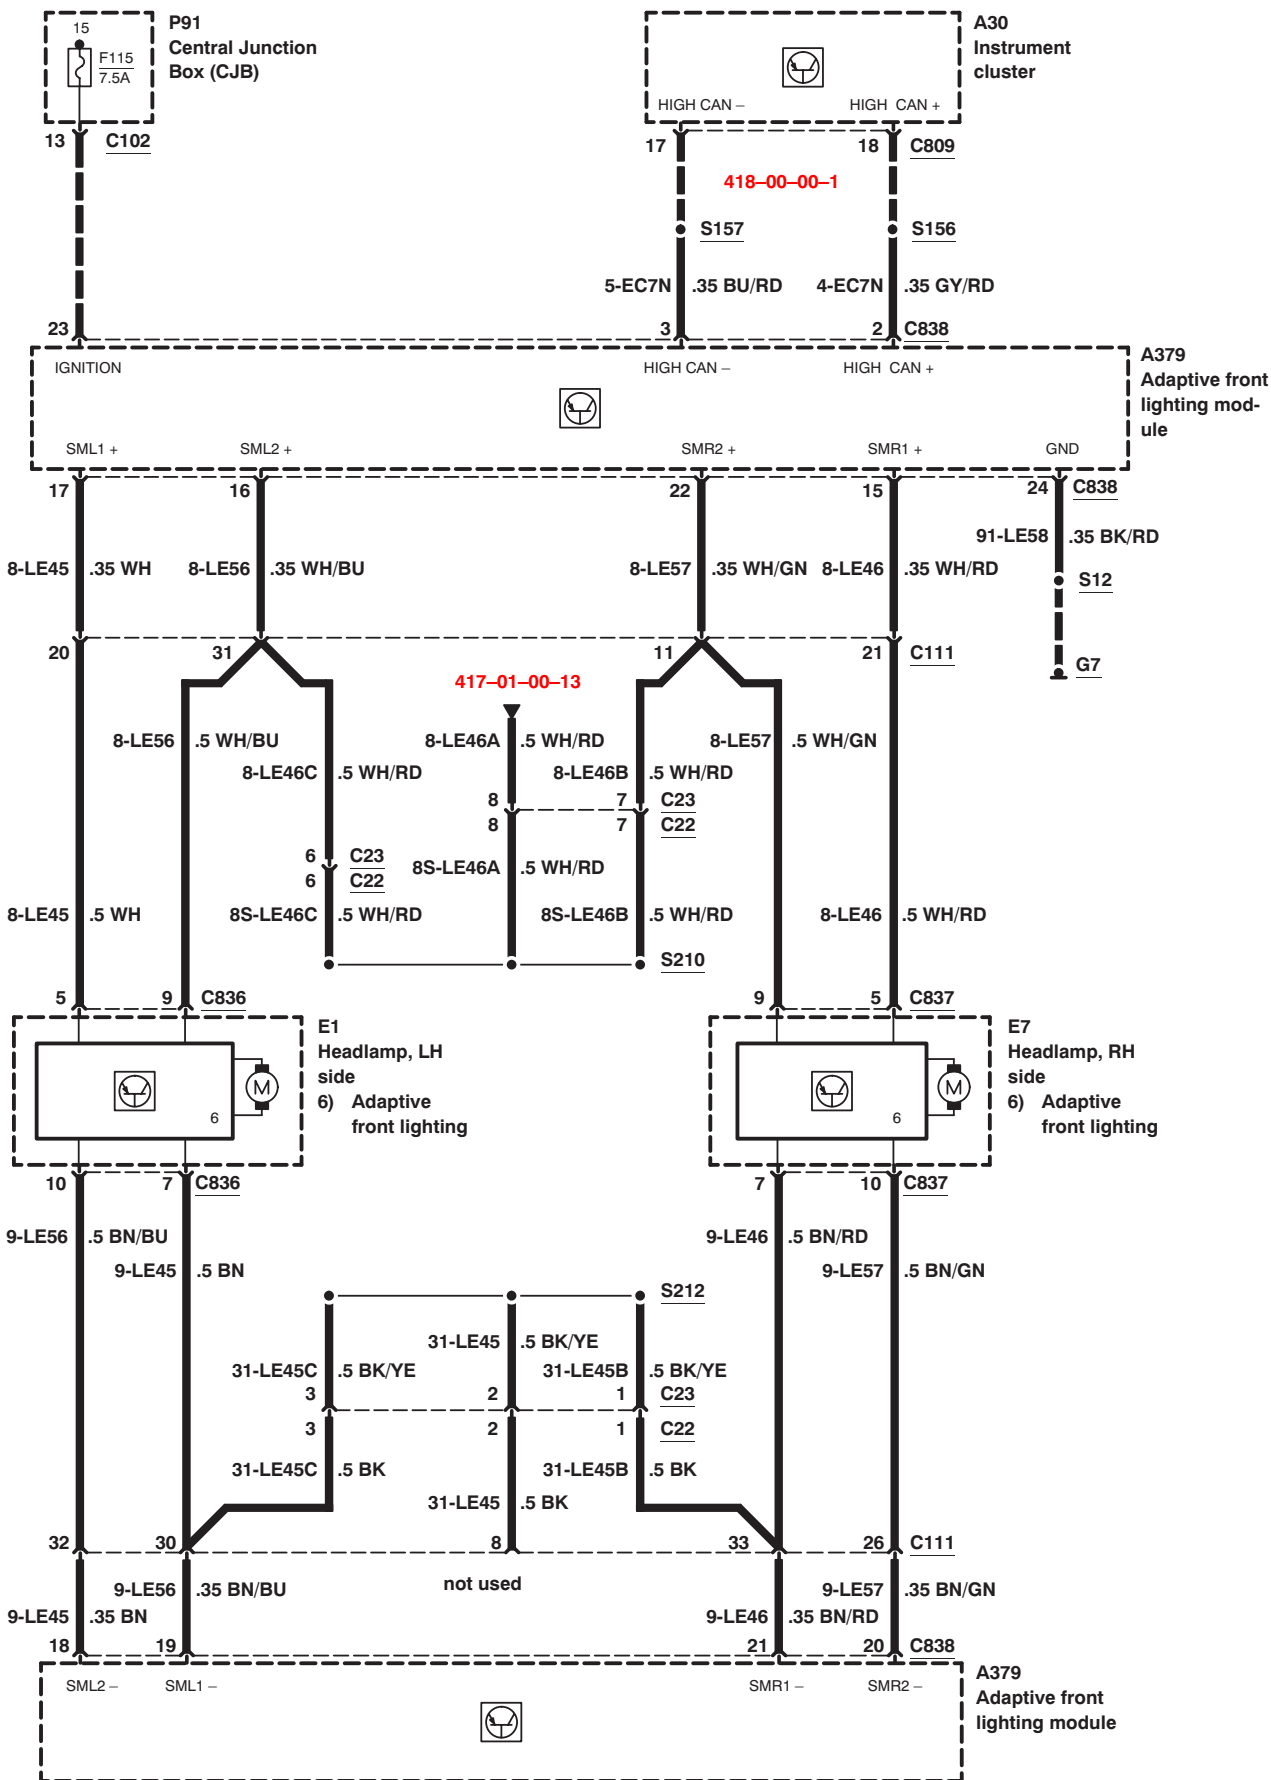 15
F115
7.5A
P91
Central Junction
Box (CJB)
A30
Instrument
cluster
HIGH CAN –
HIGH CAN +
13
C102
17
18
C809
418–00–00–1
S157
S156
5-EC7N
.35 BU/RD
4-EC7N
.35 GY/RD
23
3
2
C838
IGNITION
HIGH CAN –
HIGH CAN +
A379
Adaptive front
lighting mod-
ule
SML1 +
SML2 +
SMR2 +
SMR1 +
GND
17
16
22
15
24
C838
91-LE58
.35 BK/RD
8-LE45
.35 WH
8-LE56
.35 WH/BU
8-LE57
.35 WH/GN
8-LE46
.35 WH/RD
S12
20
31
11
21
C111
G7
417–01–00–13
8-LE56
.5 WH/BU
8-LE46A
.5 WH/RD
8-LE57
.5 WH/GN
8-LE46C
.5 WH/RD
8-LE46B
.5 WH/RD
8
7
C23
8
7
C22
6
C23
6
C22
8S-LE46A
.5 WH/RD
8-LE45
.5 WH
8S-LE46C
.5 WH/RD
8S-LE46B
.5 WH/RD
8-LE46
.5 WH/RD
S210
5
9
C836
9
5
C837
E1
Headlamp, LH
side
6) Adaptive
front lighting
M
6
E7
Headlamp, RH
side
6) Adaptive
front lighting
M
6
10
7
C836
7
10
C837
9-LE56
.5 BN/BU
9-LE46
.5 BN/RD
9-LE45
.5 BN
9-LE57
.5 BN/GN
S212
31-LE45
.5 BK/YE
31-LE45C
.5 BK/YE
31-LE45B
.5 BK/YE
3
2
1
C23
3
2
1
C22
31-LE45C
.5 BK
31-LE45B
.5 BK
31-LE45
.5 BK
32
30
8
33
26
C111
not used
9-LE56
.35 BN/BU
9-LE57
.35 BN/GN
9-LE45
.35 BN
9-LE46
.35 BN/RD
18
19
21
20
C838
SML2 –
SML1 –
SMR1 –
SMR2 –
A379
Adaptive front
lighting module